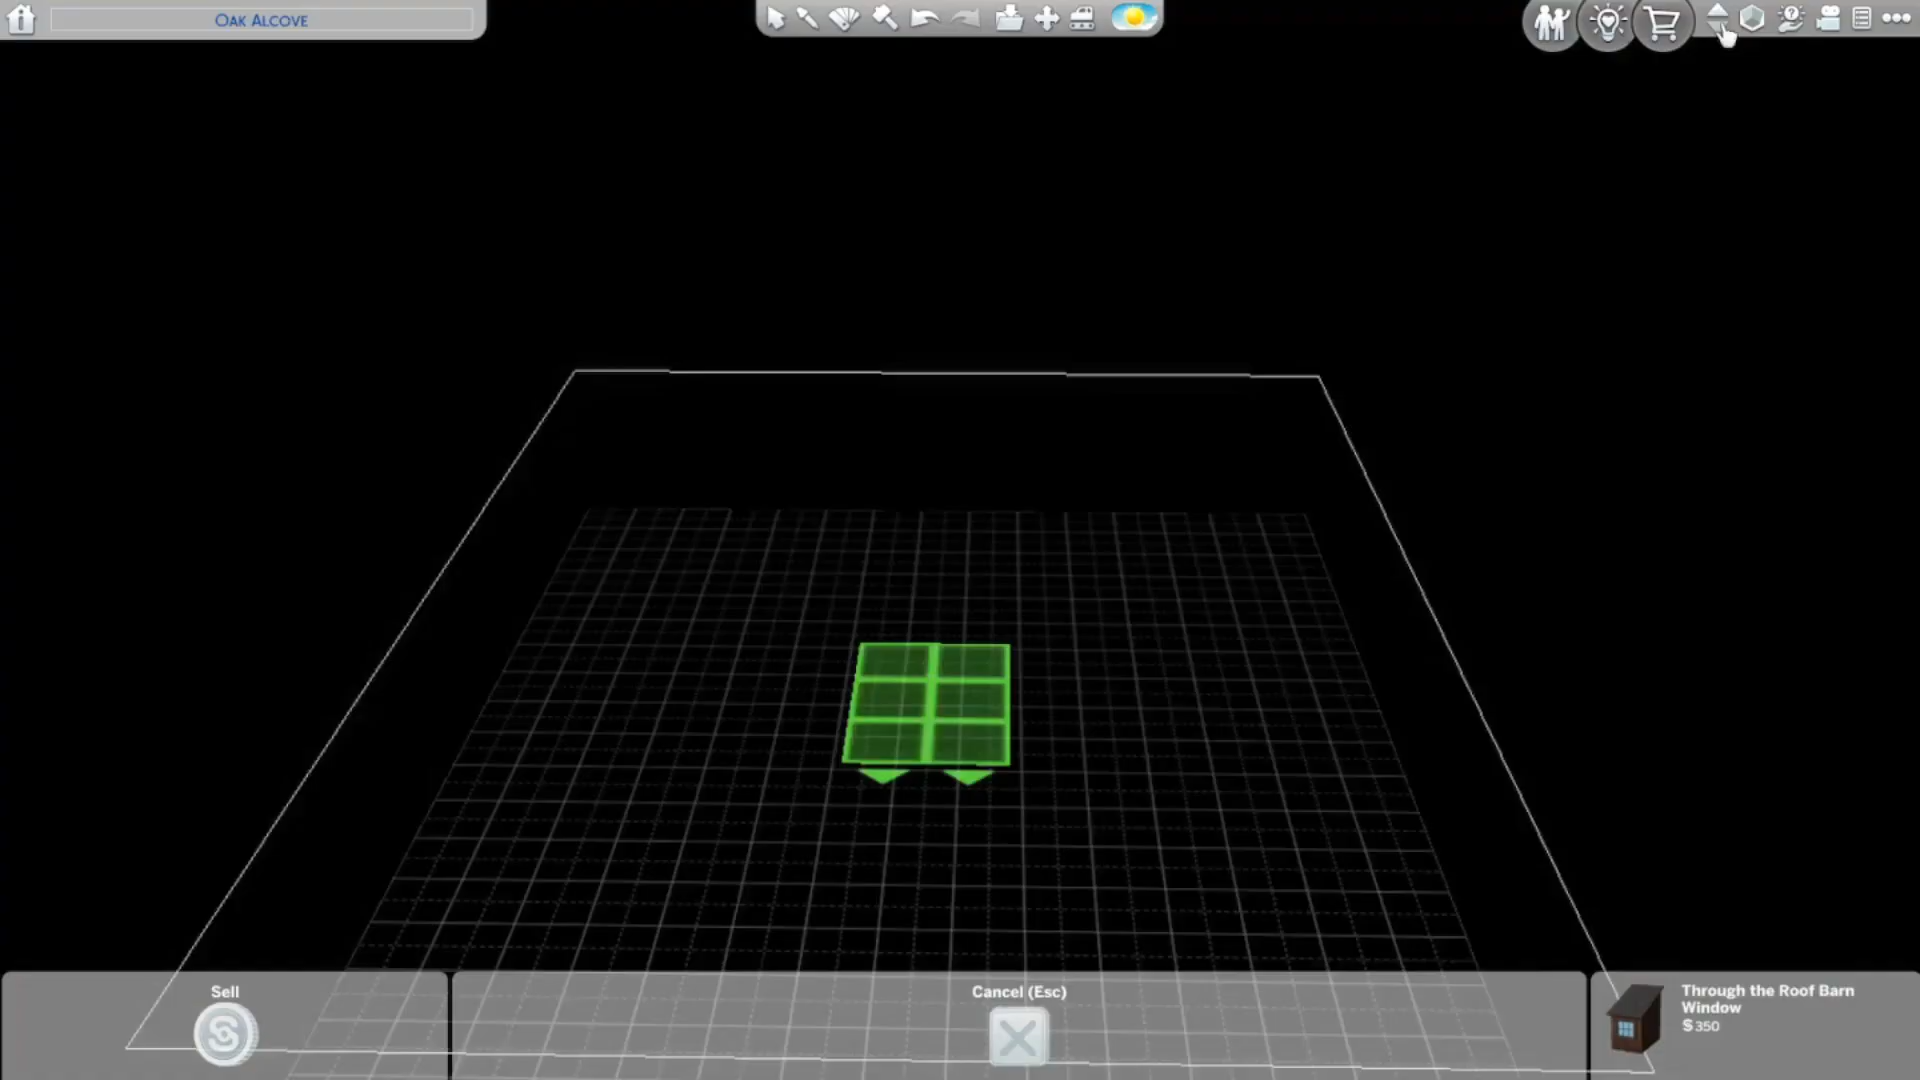 OAK ALCOVE
Sell
Cancel (Esc)
Through the Roof Barn
Window
$350